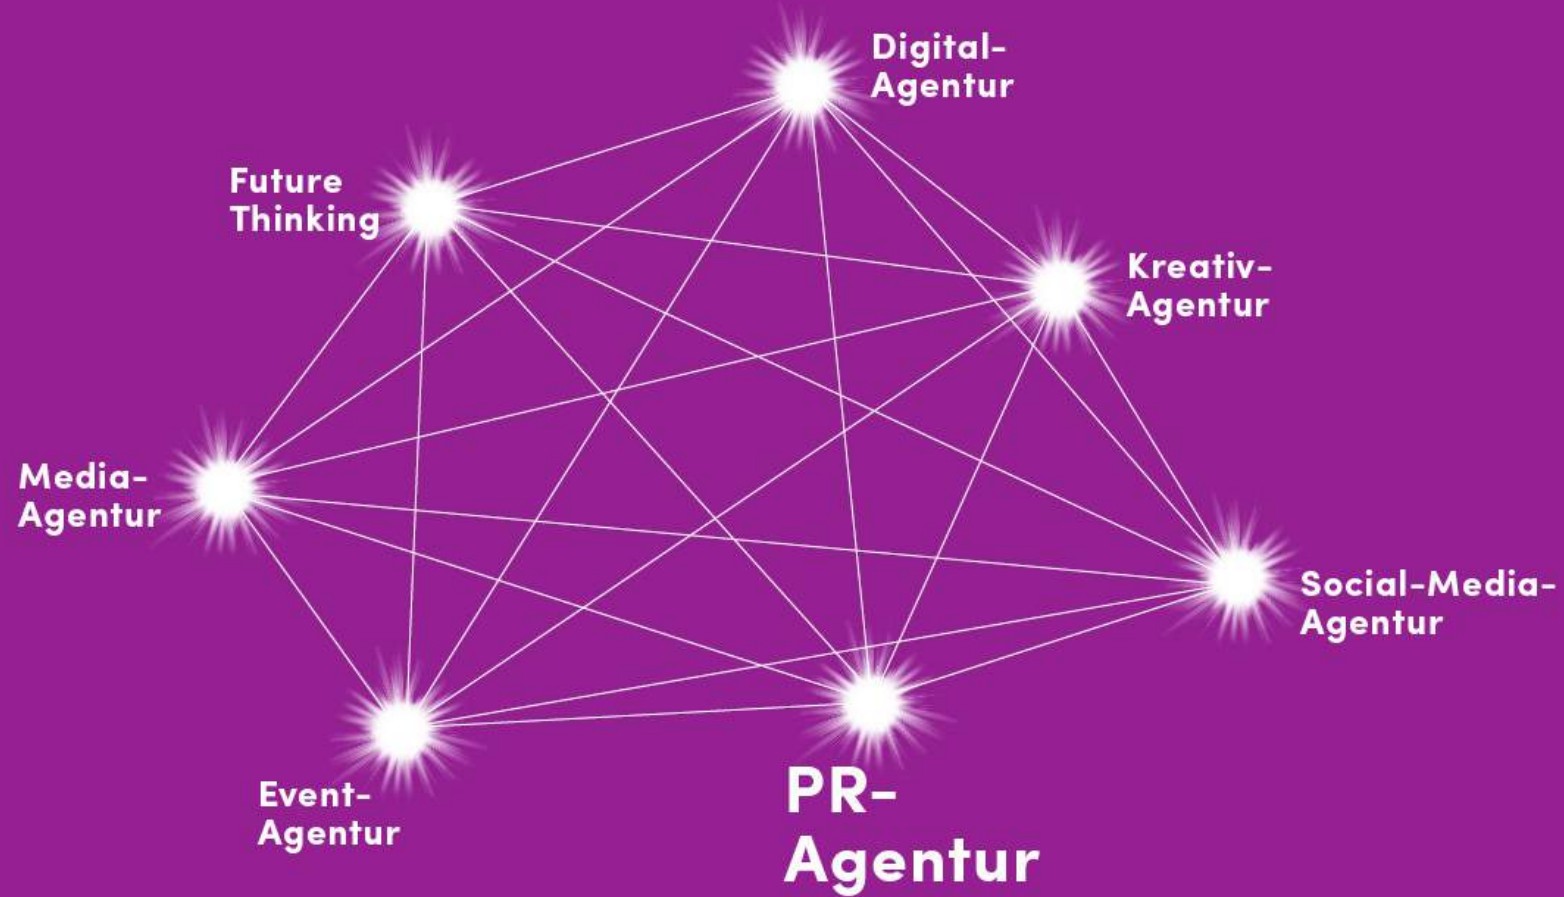 Digital-
Agentur
Future
Thinking
Kreativ-
Agentur
Media-
Agentur
Social-Media-
Agentur
Event-
Agentur
PR-
Agentur